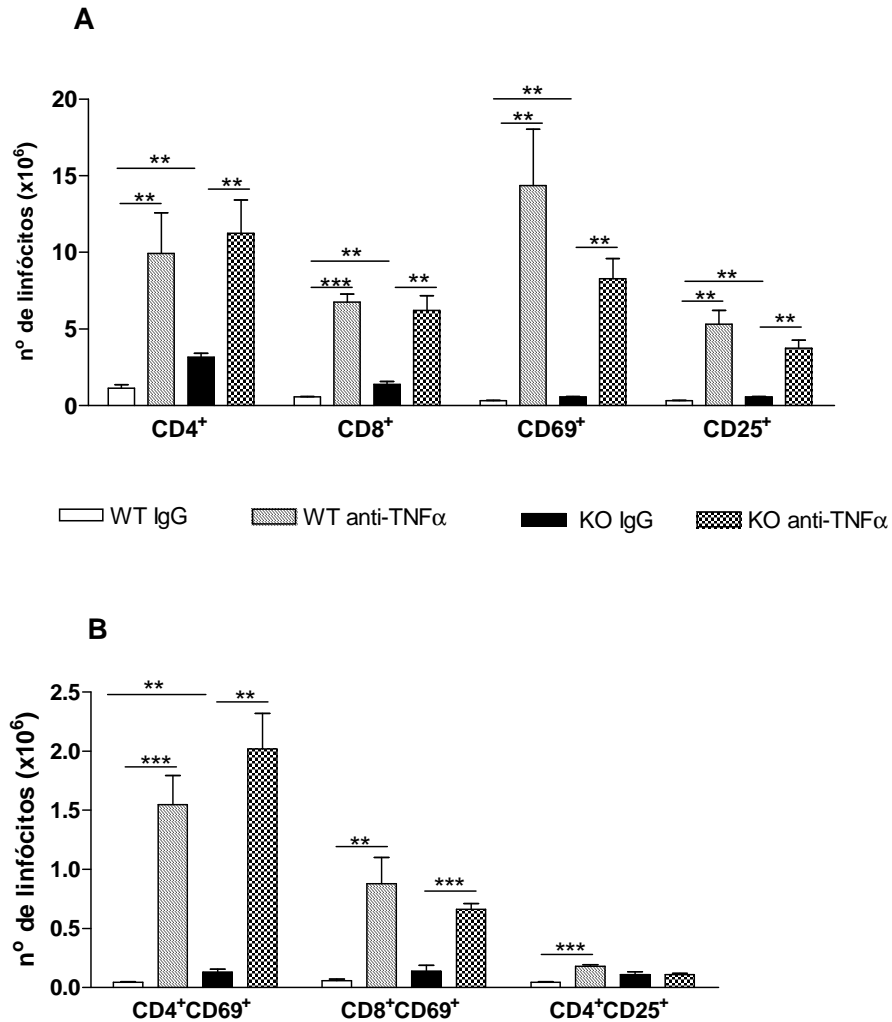 A
nº de linfócitos (x10⁶)
20
15
10
5
0
** ** **
** *** ** **
** ** **
** ** **
CD4⁺ CD8⁺ CD69⁺ CD25⁺
WT IgG WT anti-TNFα KO IgG KO anti-TNFα
B
nº de linfócitos (x10⁶)
2.5
2.0
1.5
1.0
0.5
0.0
** *** **
** ***
***
CD4⁺CD69⁺ CD8⁺CD69⁺ CD4⁺CD25⁺